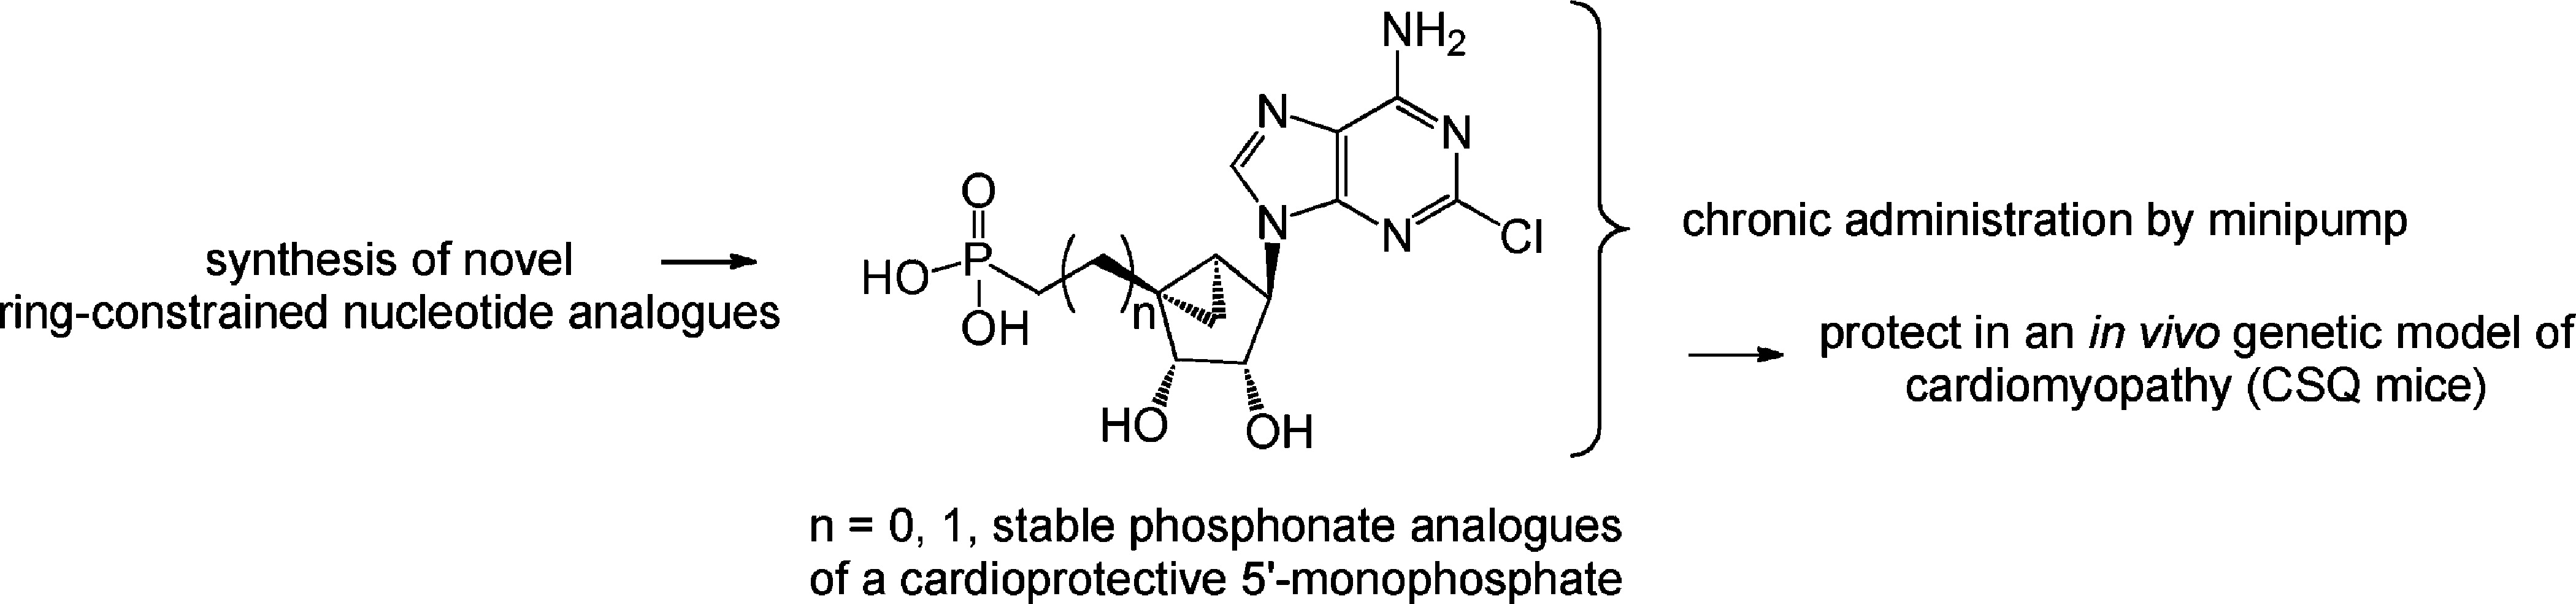 synthesis of novel
ring-constrained nucleotide analogues
NH2
N
N
N
N
Cl
O
P
HO
OH
n
HO
OH
n = 0, 1, stable phosphonate analogues
of a cardioprotective 5'-monophosphate
chronic administration by minipump
protect in an in vivo genetic model of
cardiomyopathy (CSQ mice)